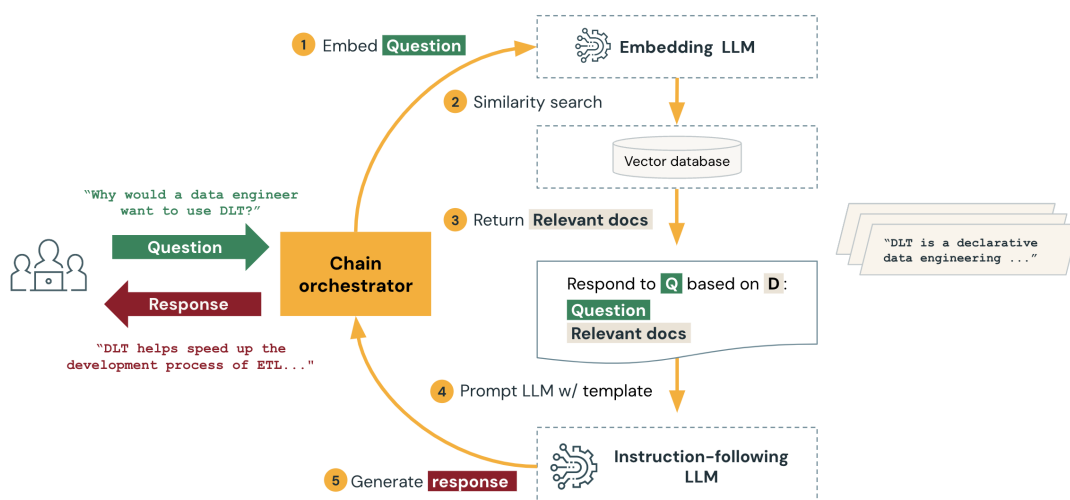 1 Embed Question
Embedding LLM
2 Similarity search
Vector database
“Why would a data engineer
want to use DLT?”
Question
3 Return Relevant docs
“DLT is a declarative
data engineering ...”
Chain
orchestrator
Respond to Q based on D:
Question
Relevant docs
Response
“DLT helps speed up the
development process of ETL..."
4 Prompt LLM w/ template
Instruction-following
LLM
5 Generate response